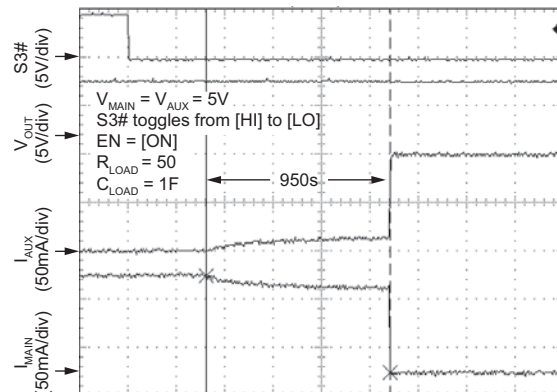 S3#
(5V/div)
V_OUT
(5V/div)
I_AUX
(50mA/div)
I_MAIN
(50mA/div)
V_MAIN = V_AUX = 5V
S3# toggles from [HI] to [LO]
EN = [ON]
R_LOAD = 50
C_LOAD = 1F
950s